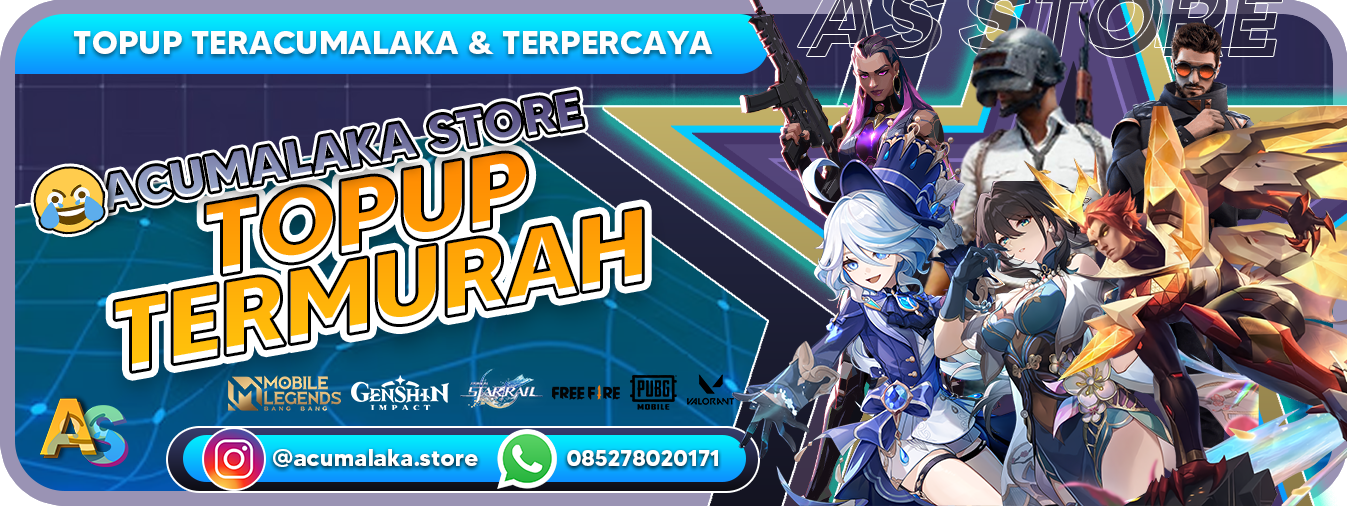 TOPUP TERACUMALAKA & TERPERCAYA
AS STORE
ACUMALAKA STORE
TOPUP
TERMURAH
MOBILE
LEGENDS
BANG BANG
GENSHIN
IMPACT
STAR RAIL
FREE FIRE
PUBG
MOBILE
VALORANT
AS
@acumalaka.store
085278020171